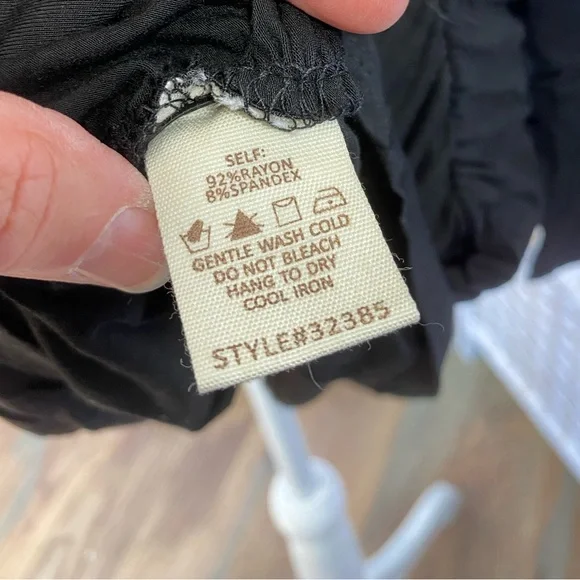 SELF:
92%RAYON
8%SPANDEX
GENTLE WASH COLD
DO NOT BLEACH
HANG TO DRY
COOL IRON
STYLE#32385